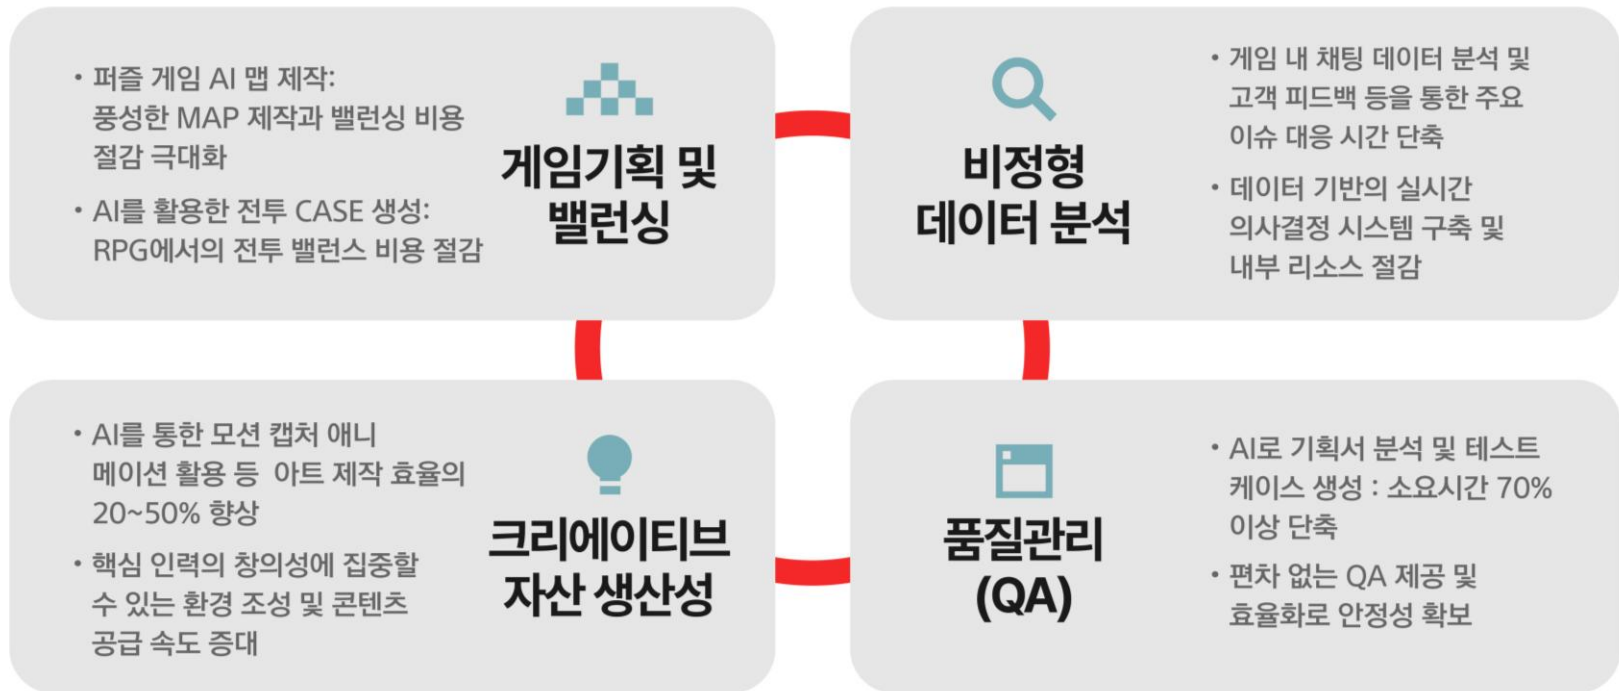 • 퍼즐 게임 AI 맵 제작:
풍성한 MAP 제작과 밸런싱 비용
절감 극대화
• AI를 활용한 전투 CASE 생성:
RPG에서의 전투 밸런스 비용 절감
게임기획 및
밸런싱
비정형
데이터 분석
• 게임 내 채팅 데이터 분석 및
고객 피드백 등을 통한 주요
이슈 대응 시간 단축
• 데이터 기반의 실시간
의사결정 시스템 구축 및
내부 리소스 절감
• AI를 통한 모션 캡처 애니
메이션 활용 등 아트 제작 효율의
20~50% 향상
• 핵심 인력의 창의성에 집중할
수 있는 환경 조성 및 콘텐츠
공급 속도 증대
크리에이티브
자산 생산성
품질관리
(QA)
• AI로 기획서 분석 및 테스트
케이스 생성 : 소요시간 70%
이상 단축
• 편차 없는 QA 제공 및
효율화로 안정성 확보